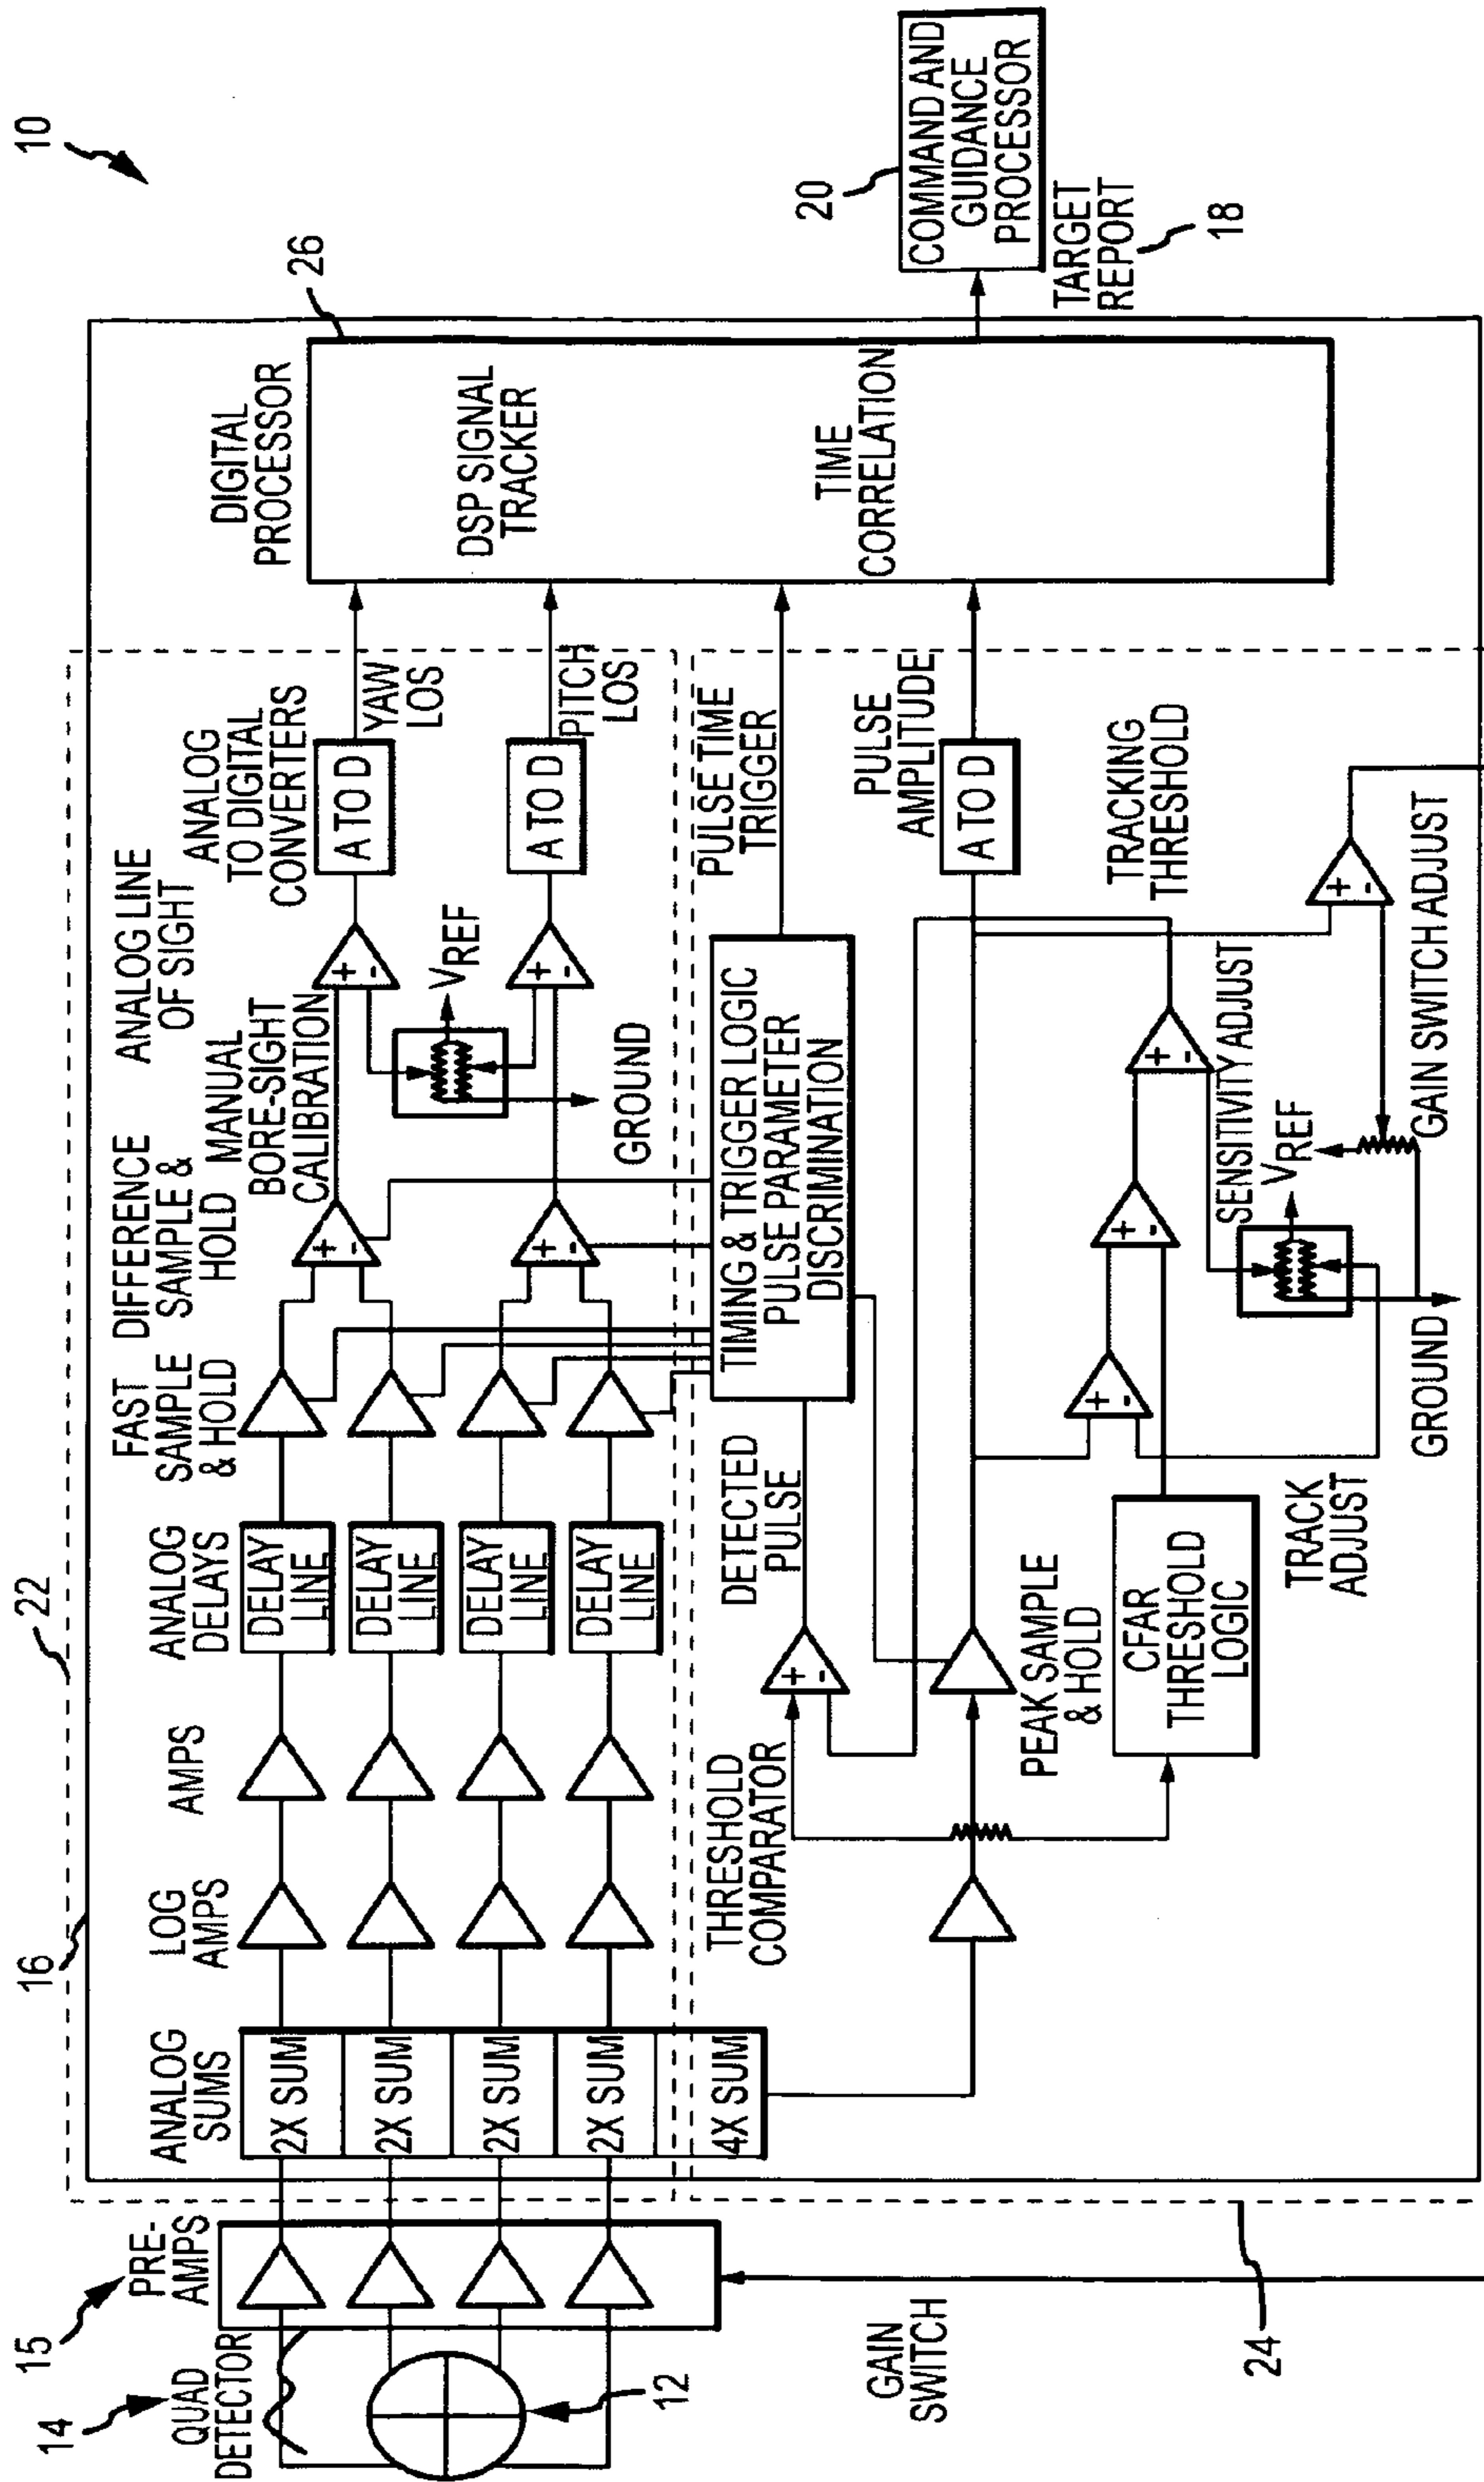 10
14
QUAD
DETECTOR
12
15
PRE-
AMPS
GAIN
SWITCH
16
22
24
ANALOG
SUMS
2X SUM
2X SUM
2X SUM
2X SUM
4X SUM
LOG
AMPS
AMPS
ANALOG
DELAYS
DELAY
LINE
DELAY
LINE
DELAY
LINE
DELAY
LINE
FAST
SAMPLE
& HOLD
DIFFERENCE
SAMPLE &
HOLD
MANUAL
BORE-SIGHT
CALIBRATION
+
-
+
-
VREF
GROUND
ANALOG LINE
OF SIGHT
+
-
+
-
ANALOG
TO DIGITAL
CONVERTERS
A TO D
A TO D
YAW
LOS
PITCH
LOS
THRESHOLD
COMPARATOR
+
-
DETECTED
PULSE
TIMING & TRIGGER LOGIC
PULSE PARAMETER
DISCRIMINATION
PULSE TIME
TRIGGER
PEAK SAMPLE
& HOLD
PULSE
AMPLITUDE
A TO D
CFAR
THRESHOLD
LOGIC
TRACK
ADJUST
+
-
+
-
+
-
SENSITIVITY ADJUST
VREF
GROUND
TRACKING
THRESHOLD
+
-
GAIN SWITCH ADJUST
DIGITAL
PROCESSOR
26
DSP SIGNAL
TRACKER
TIME
CORRELATION
20
COMMAND AND
GUIDANCE
PROCESSOR
TARGET
REPORT
18